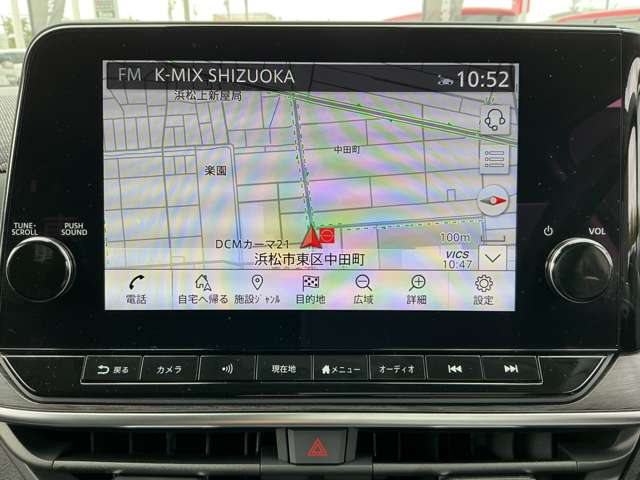 FM K-MIX SHIZUOKA 10:52
浜松上新屋局
中田町
楽園
TUNE・SCROLL
PUSH SOUND
VOL
100m
DCMカーマ21
浜松市東区中田町
VICS
10:47
電話 自宅へ帰る 施設ジャンル 目的地 広域 詳細 設定
戻る カメラ 現在地 メニュー オーディオ